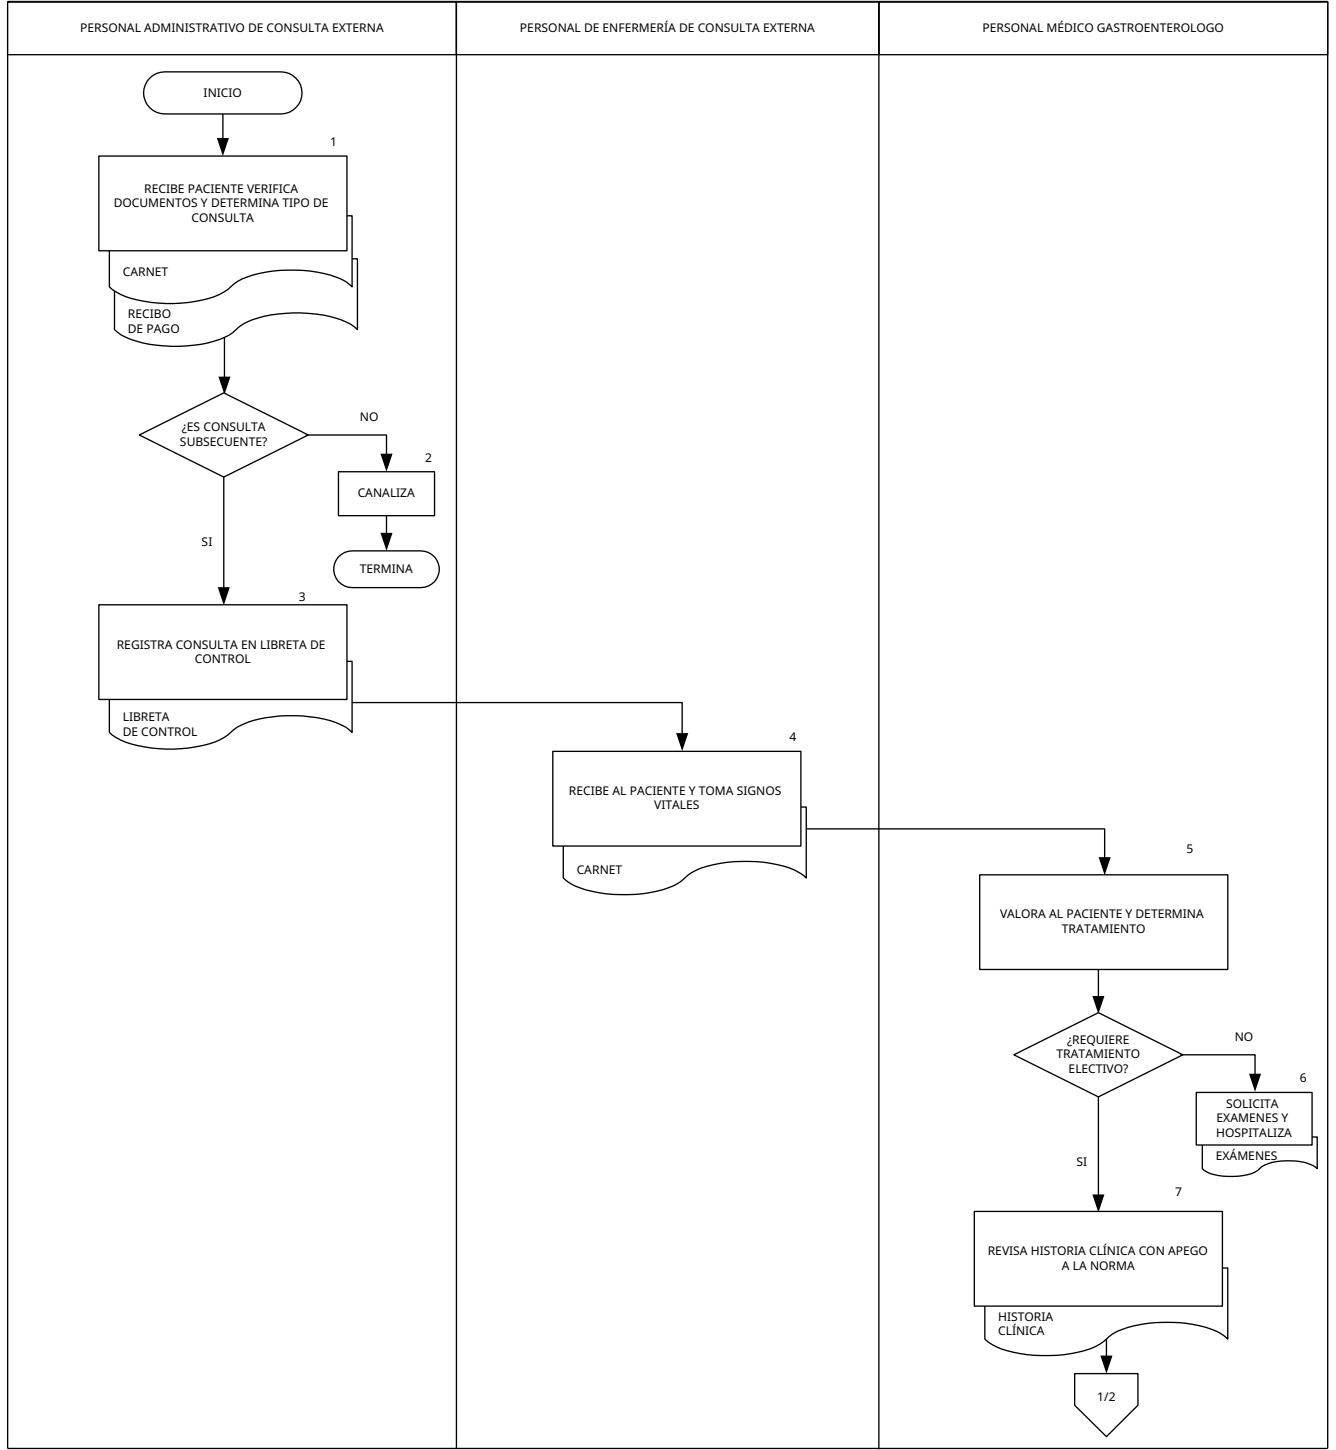 PERSONAL ADMINISTRATIVO DE CONSULTA EXTERNA
PERSONAL DE ENFERMERÍA DE CONSULTA EXTERNA
PERSONAL MÉDICO GASTROENTEROLOGO
INICIO
1
RECIBE PACIENTE VERIFICA
DOCUMENTOS Y DETERMINA TIPO DE
CONSULTA
CARNET
RECIBO
DE PAGO
¿ES CONSULTA
SUBSECUENTE?
NO
2
CANALIZA
TERMINA
SI
3
REGISTRA CONSULTA EN LIBRETA DE
CONTROL
LIBRETA
DE CONTROL
4
RECIBE AL PACIENTE Y TOMA SIGNOS
VITALES
CARNET
5
VALORA AL PACIENTE Y DETERMINA
TRATAMIENTO
¿REQUIERE
TRATAMIENTO
ELECTIVO?
NO
6
SOLICITA
EXAMENES Y
HOSPITALIZA
EXÁMENES
SI
7
REVISA HISTORIA CLÍNICA CON APEGO
A LA NORMA
HISTORIA
CLÍNICA
1/2